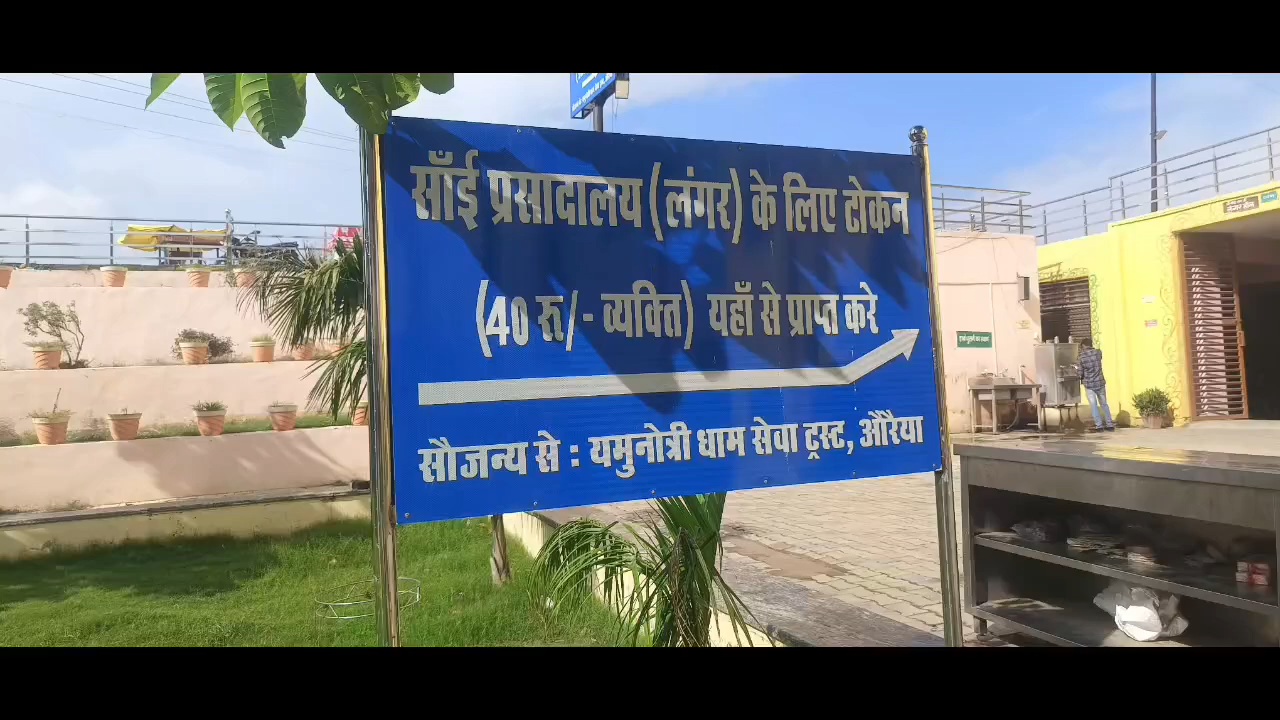 साँई प्रसादालय (लंगर) के लिए टोकन
(40 रू/- व्यक्ति) यहाँ से प्राप्त करे
सौजन्य से : यमुनोत्री धाम सेवा ट्रस्ट, औरैया